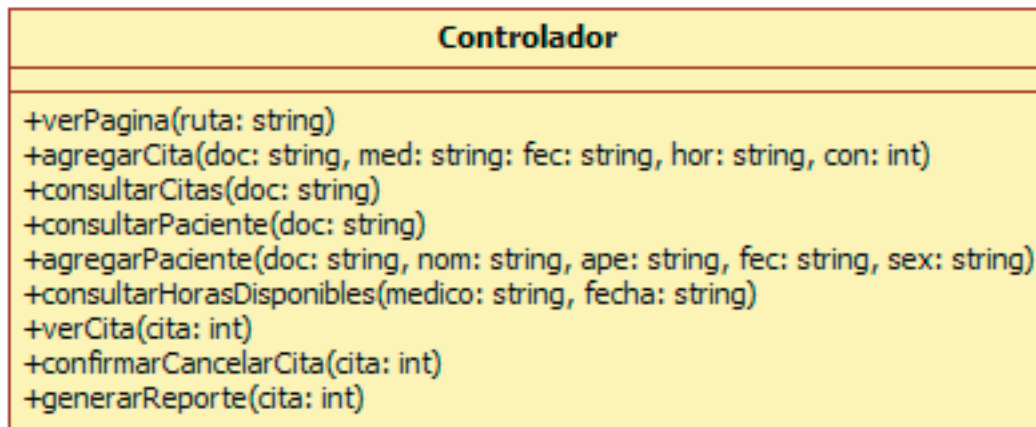 Controlador
+verPagina(ruta: string)
+agregarCita(doc: string, med: string: fec: string, hor: string, con: int)
+consultarCitas(doc: string)
+consultarPaciente(doc: string)
+agregarPaciente(doc: string, nom: string, ape: string, fec: string, sex: string)
+consultarHorasDisponibles(medico: string, fecha: string)
+verCita(cita: int)
+confirmarCancelarCita(cita: int)
+generarReporte(cita: int)